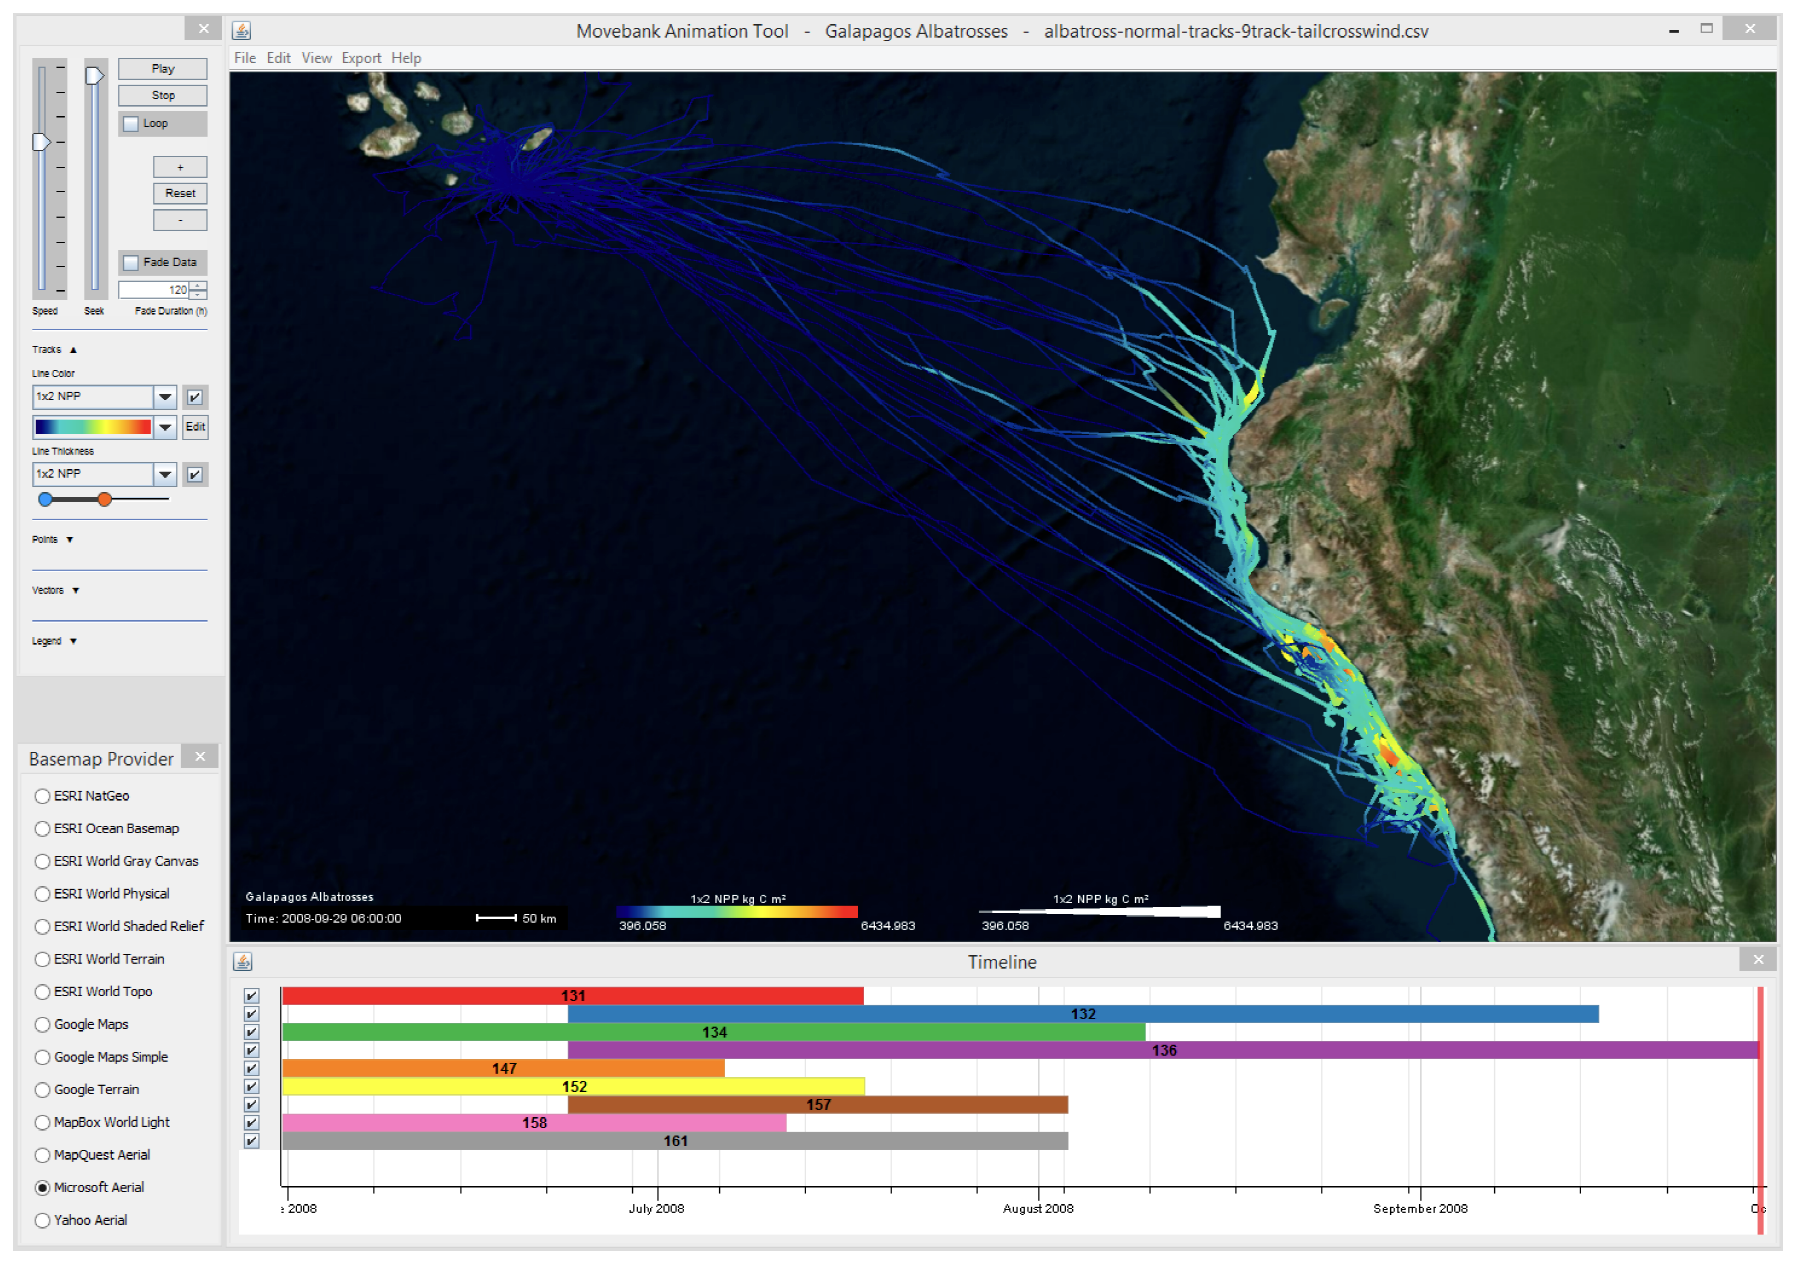 Movebank Animation Tool - Galapagos Albatrosses - albatross-normal-tracks-9track-tailcrosswind.csv
File Edit View Export Help
Play
Stop
Loop
+
Reset
-
Fade Data
120
Speed Seek Fade Duration (h)
Tracks
Line Color
1x2 NPP
Edit
Line Thickness
1x2 NPP
Points
Vectors
Legend
Basemap Provider
ESRI NatGeo
ESRI Ocean Basemap
ESRI World Gray Canvas
ESRI World Physical
ESRI World Shaded Relief
ESRI World Terrain
ESRI World Topo
Google Maps
Google Maps Simple
Google Terrain
MapBox World Light
MapQuest Aerial
Microsoft Aerial
Yahoo Aerial
Galapagos Albatrosses
Time: 2008-09-29 06:00:00
50 km
1x2 NPP kg C m²
396.058 6434.983
1x2 NPP kg C m²
396.058 6434.983
Timeline
131
132
134
136
147
152
157
158
161
2008 July 2008 August 2008 September 2008